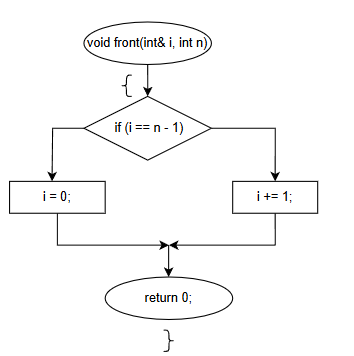 void front(int& i, int n)
{
if (i == n - 1)
i = 0;
i += 1;
return 0;
}